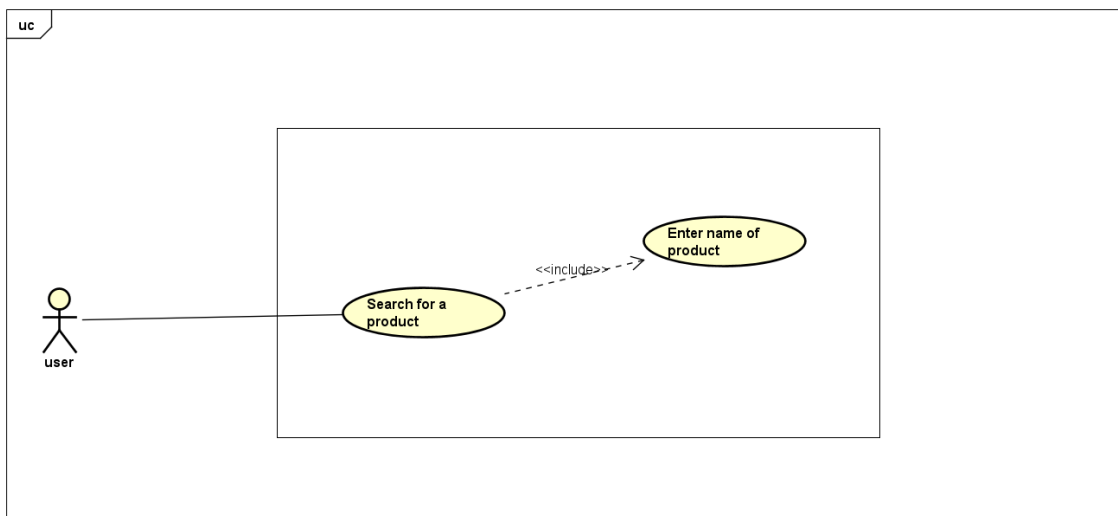 uc
Enter name of
product
<<include>>
Search for a
product
user